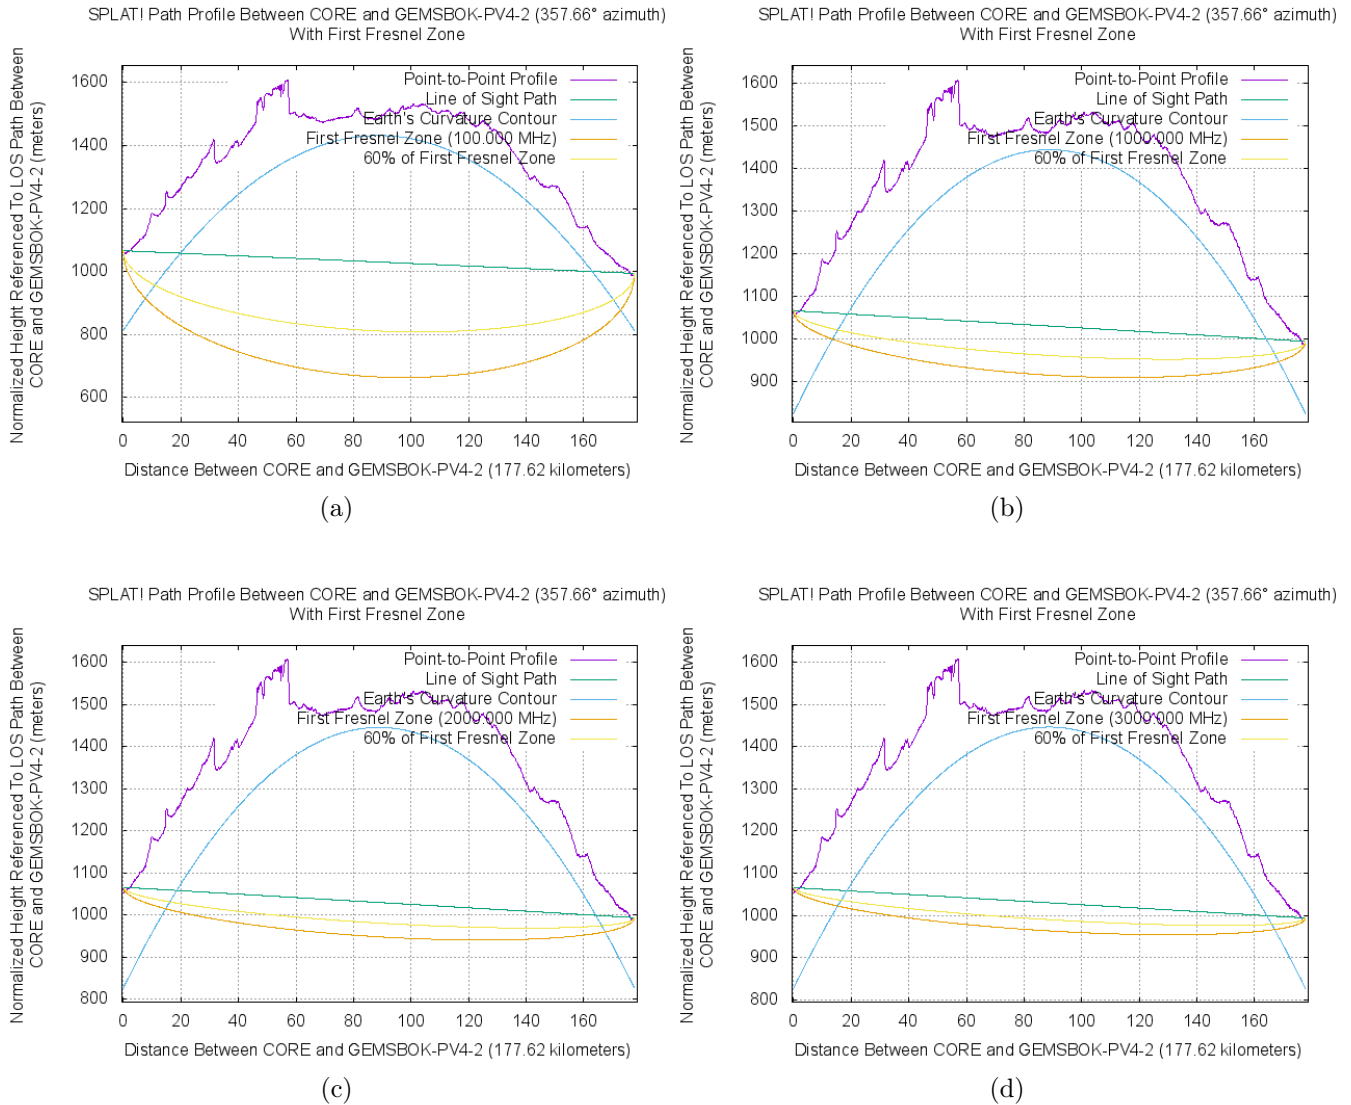 SPLAT! Path Profile Between CORE and GEMSBOK-PV4-2 (357.66° azimuth)
With First Fresnel Zone
Normalized Height Referenced To LOS Path Between
CORE and GEMSBOK-PV4-2 (meters)
1600
1400
1200
1000
800
600
Point-to-Point Profile
Line of Sight Path
Earth's Curvature Contour
First Fresnel Zone (100.000 MHz)
60% of First Fresnel Zone
0 20 40 60 80 100 120 140 160
Distance Between CORE and GEMSBOK-PV4-2 (177.62 kilometers)
(a)
SPLAT! Path Profile Between CORE and GEMSBOK-PV4-2 (357.66° azimuth)
With First Fresnel Zone
Normalized Height Referenced To LOS Path Between
CORE and GEMSBOK-PV4-2 (meters)
1600
1500
1400
1300
1200
1100
1000
900
Point-to-Point Profile
Line of Sight Path
Earth's Curvature Contour
First Fresnel Zone (1000.000 MHz)
60% of First Fresnel Zone
0 20 40 60 80 100 120 140 160
Distance Between CORE and GEMSBOK-PV4-2 (177.62 kilometers)
(b)
SPLAT! Path Profile Between CORE and GEMSBOK-PV4-2 (357.66° azimuth)
With First Fresnel Zone
Normalized Height Referenced To LOS Path Between
CORE and GEMSBOK-PV4-2 (meters)
1600
1500
1400
1300
1200
1100
1000
900
800
Point-to-Point Profile
Line of Sight Path
Earth's Curvature Contour
First Fresnel Zone (2000.000 MHz)
60% of First Fresnel Zone
0 20 40 60 80 100 120 140 160
Distance Between CORE and GEMSBOK-PV4-2 (177.62 kilometers)
(c)
SPLAT! Path Profile Between CORE and GEMSBOK-PV4-2 (357.66° azimuth)
With First Fresnel Zone
Normalized Height Referenced To LOS Path Between
CORE and GEMSBOK-PV4-2 (meters)
1600
1500
1400
1300
1200
1100
1000
900
800
Point-to-Point Profile
Line of Sight Path
Earth's Curvature Contour
First Fresnel Zone (3000.000 MHz)
60% of First Fresnel Zone
0 20 40 60 80 100 120 140 160
Distance Between CORE and GEMSBOK-PV4-2 (177.62 kilometers)
(d)